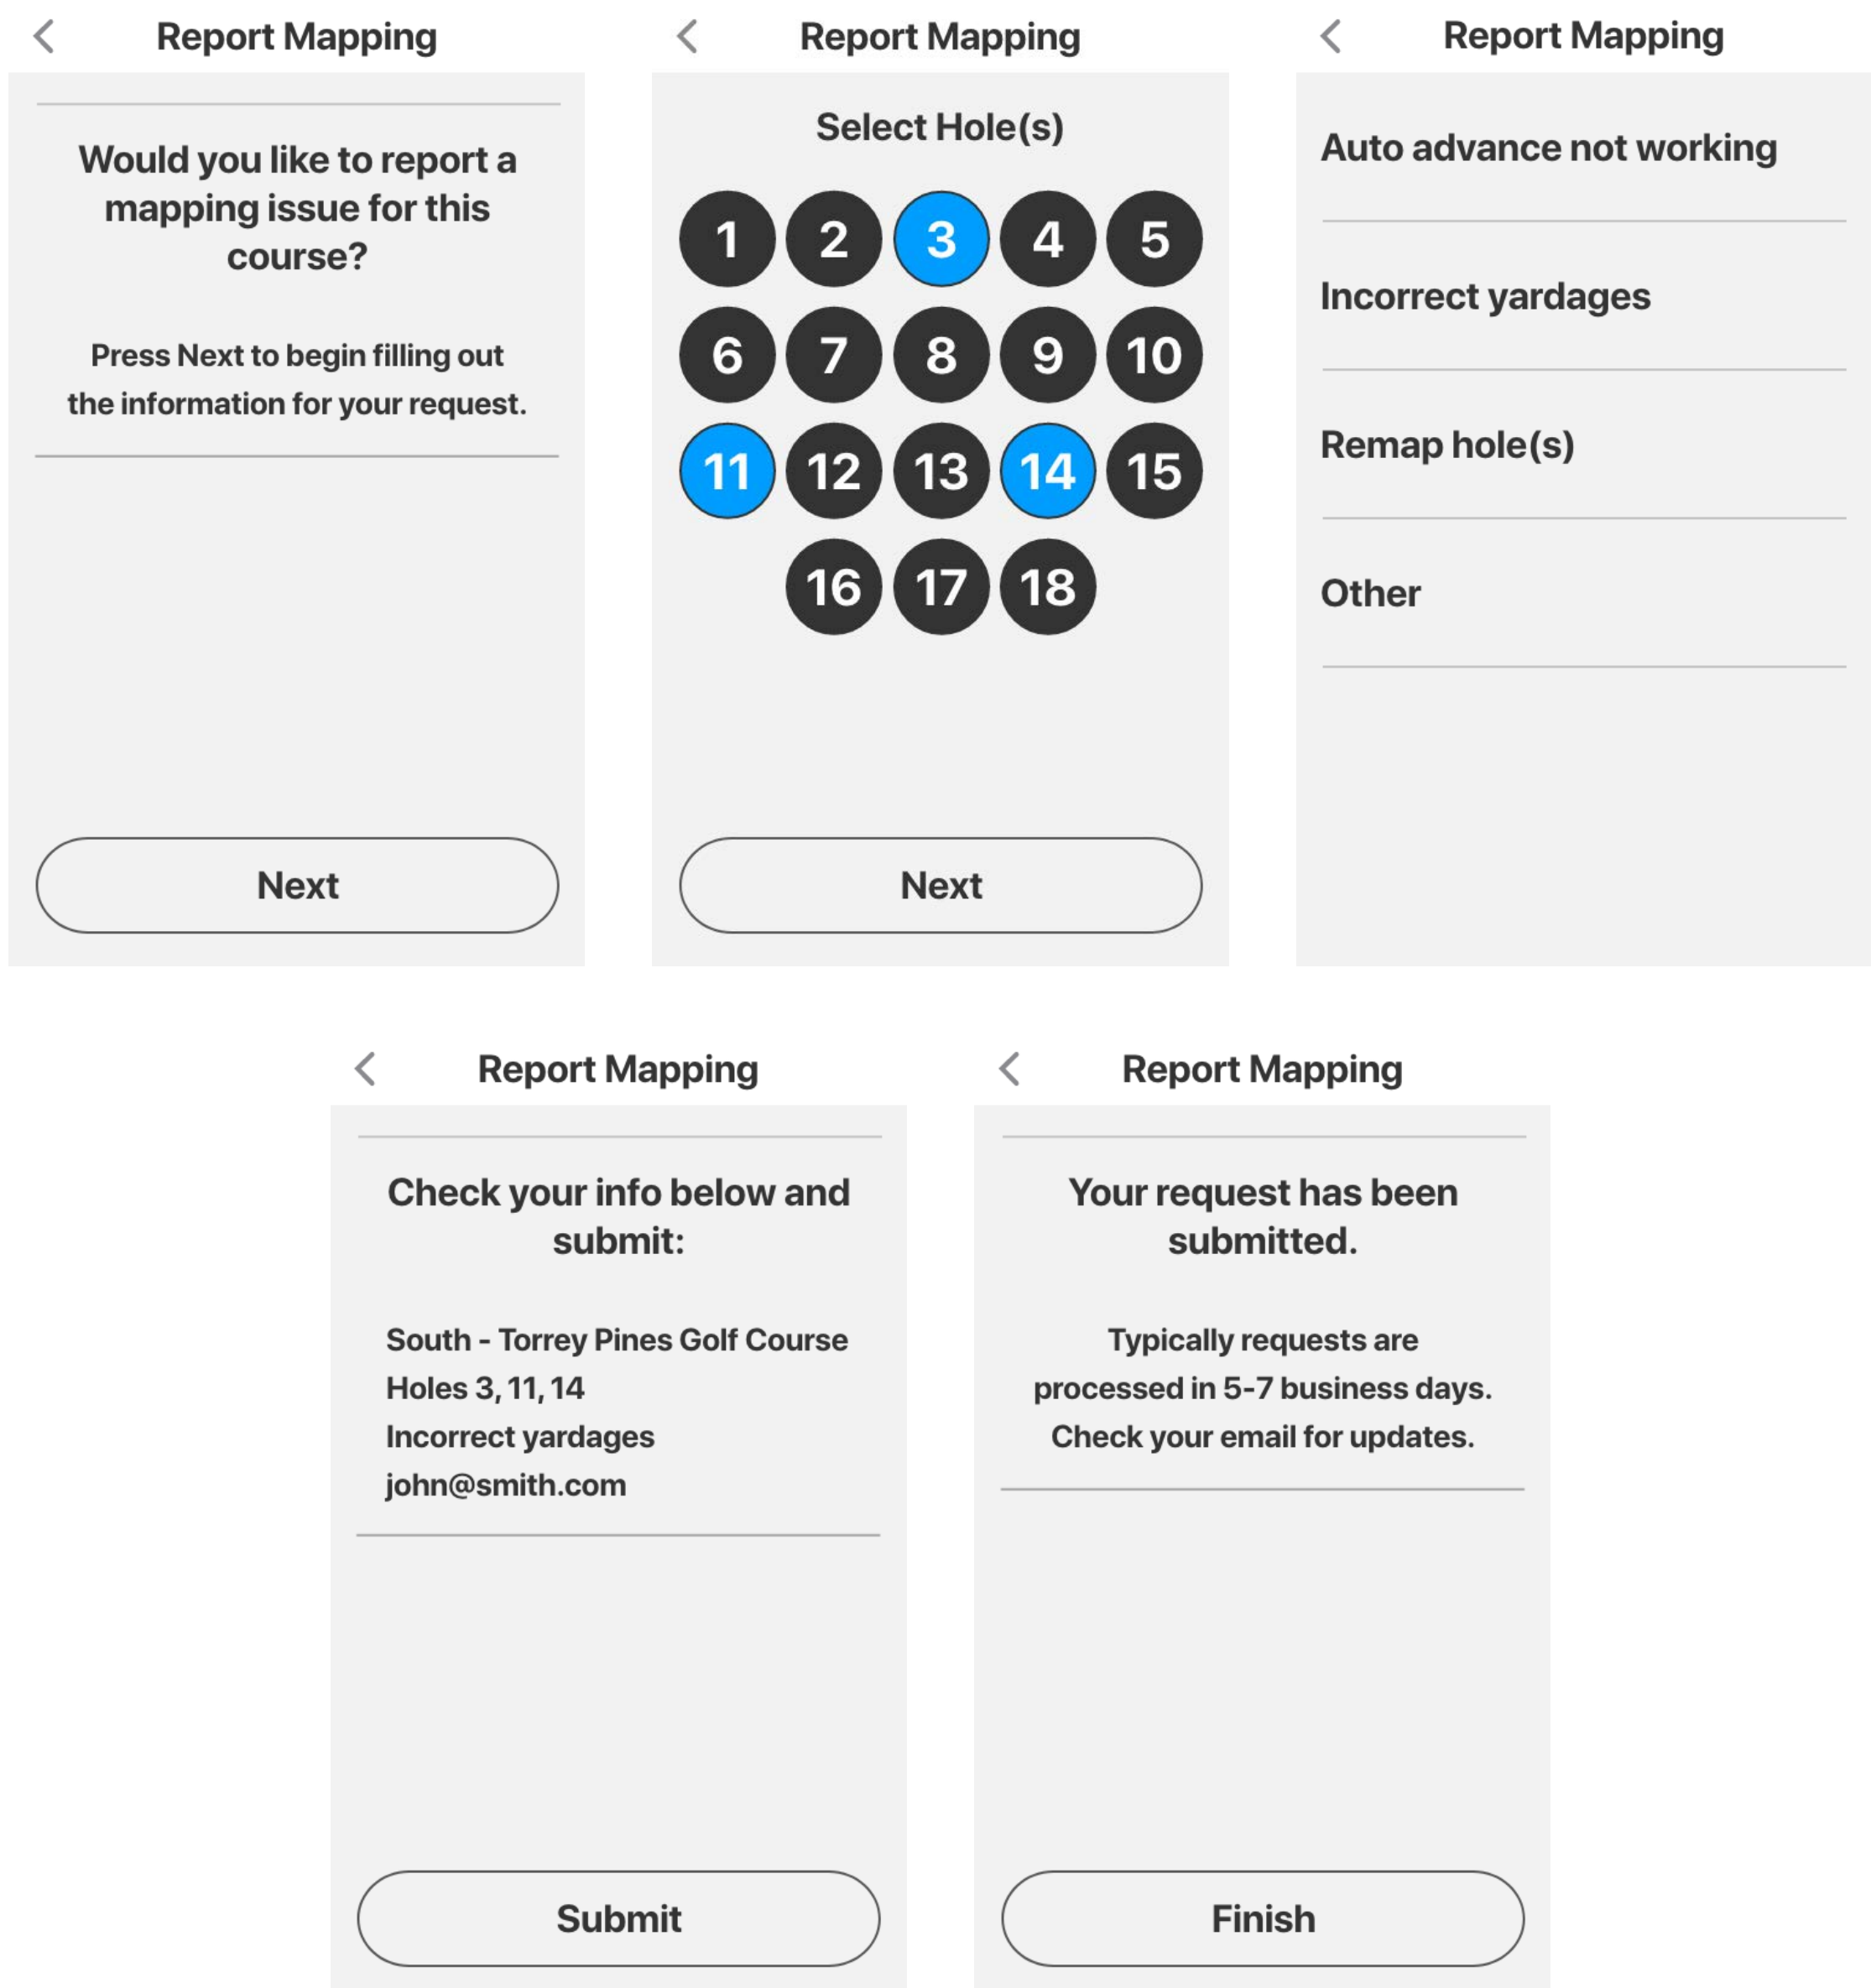 Report Mapping
Would you like to report a
mapping issue for this
course?
Press Next to begin filling out
the information for your request.
Next
Report Mapping
Select Hole(s)
1 2 3 4 5
6 7 8 9 10
11 12 13 14 15
16 17 18
Next
Report Mapping
Auto advance not working
Incorrect yardages
Remap hole(s)
Other
Report Mapping
Check your info below and
submit:
South - Torrey Pines Golf Course
Holes 3, 11, 14
Incorrect yardages
john@smith.com
Submit
Report Mapping
Your request has been
submitted.
Typically requests are
processed in 5-7 business days.
Check your email for updates.
Finish